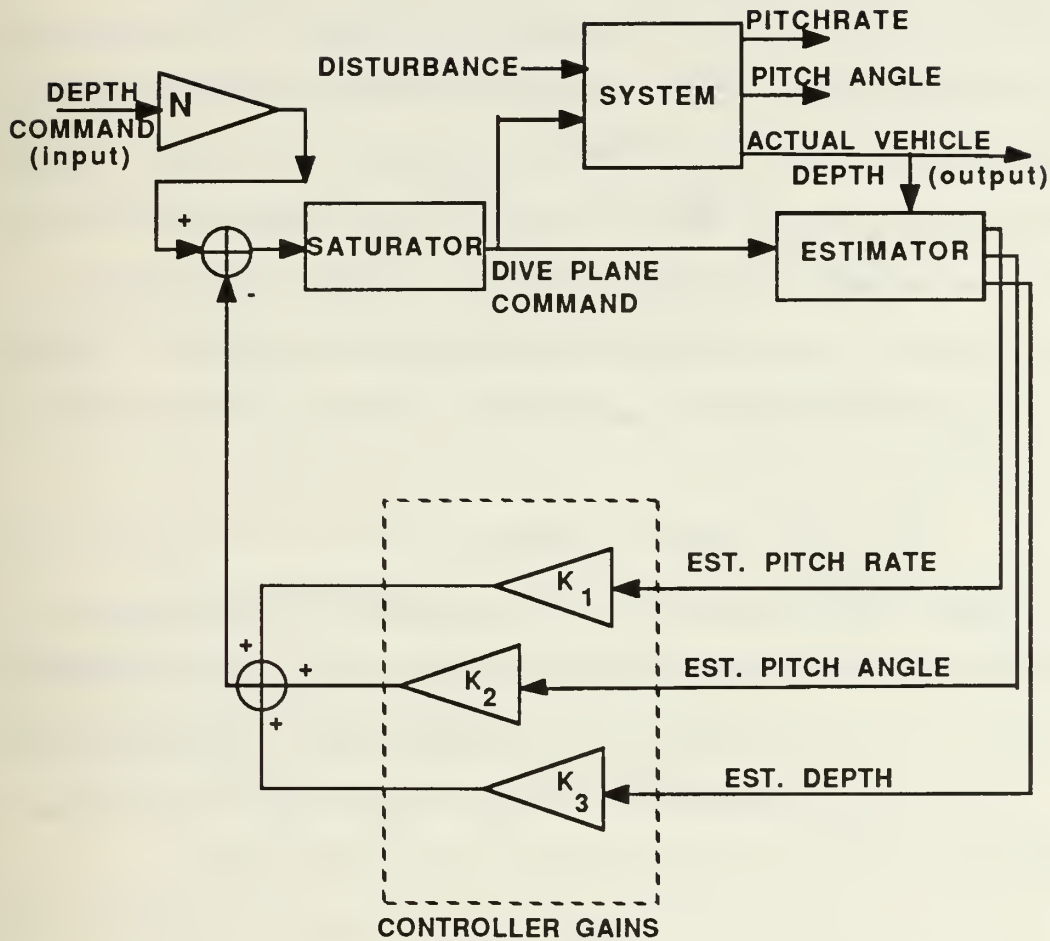 PITCHRATE
DISTURBANCE
SYSTEM
PITCH ANGLE
DEPTH
COMMAND
(input)
N
ACTUAL VEHICLE
DEPTH (output)
+
-
SATURATOR
DIVE PLANE
COMMAND
ESTIMATOR
K1
EST. PITCH RATE
+
+
K2
EST. PITCH ANGLE
+
K3
EST. DEPTH
CONTROLLER GAINS